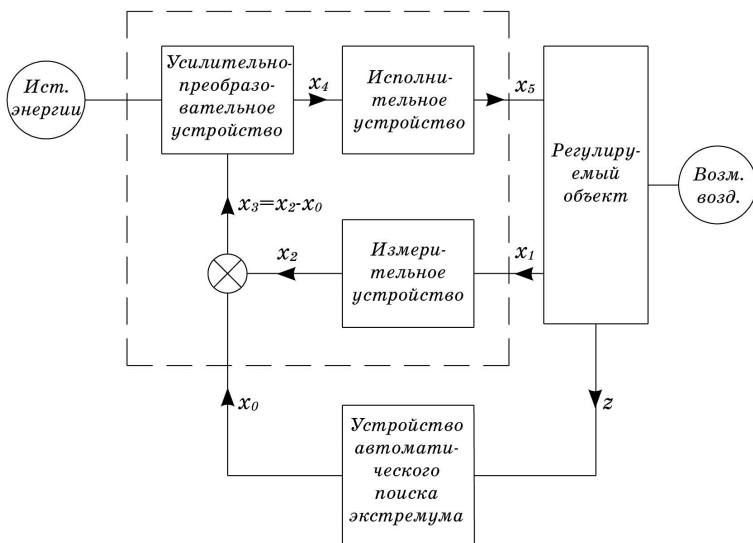 Ист.
энергии
Усилительно-
преобразо-
вательное
устройство
x₄
Исполни-
тельное
устройство
x₅
Регулиру-
емый
объект
Возм.
возд.
x₃=x₂-x₀
x₂
Измери-
тельное
устройство
x₁
x₀
Устройство
автомати-
ческого
поиска
экстремума
z